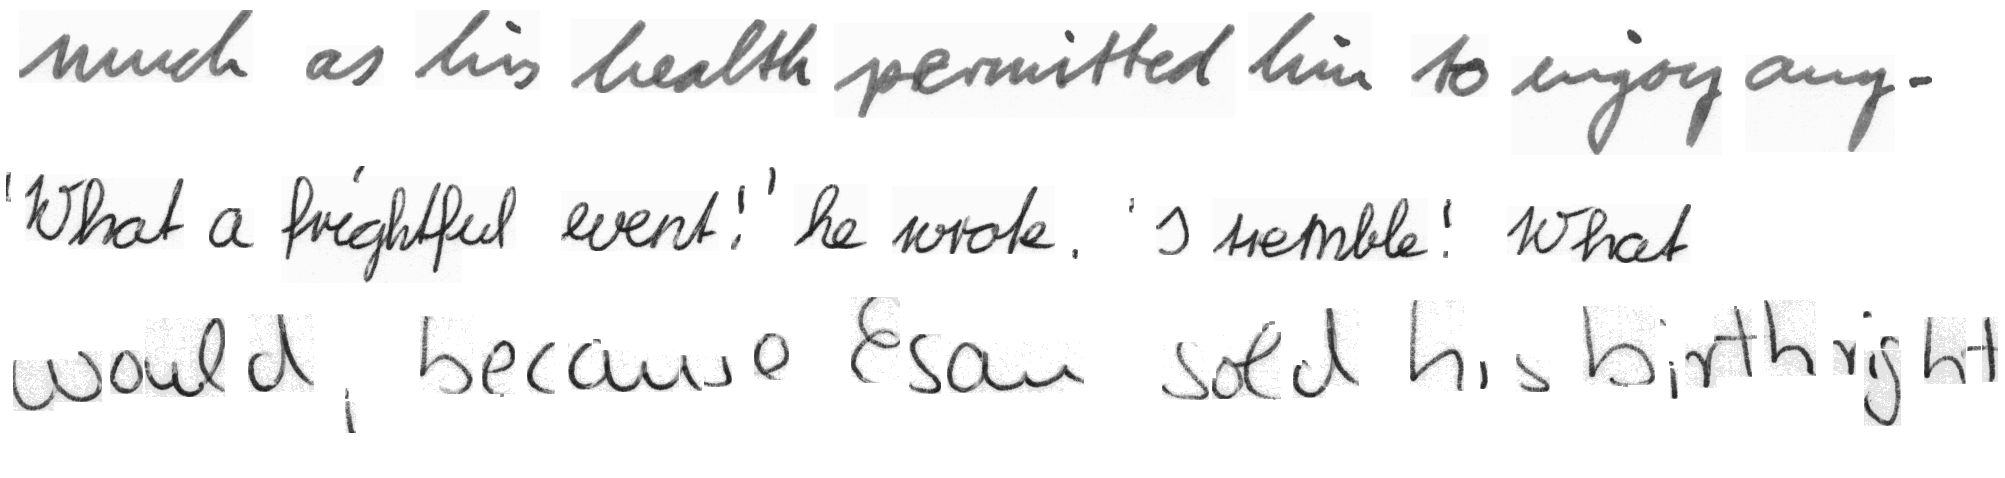 much as his health permitted him to enjoy any-
'What a frightful event!' he wrote. 'I tremble! What
would, because Esau sold his birthright